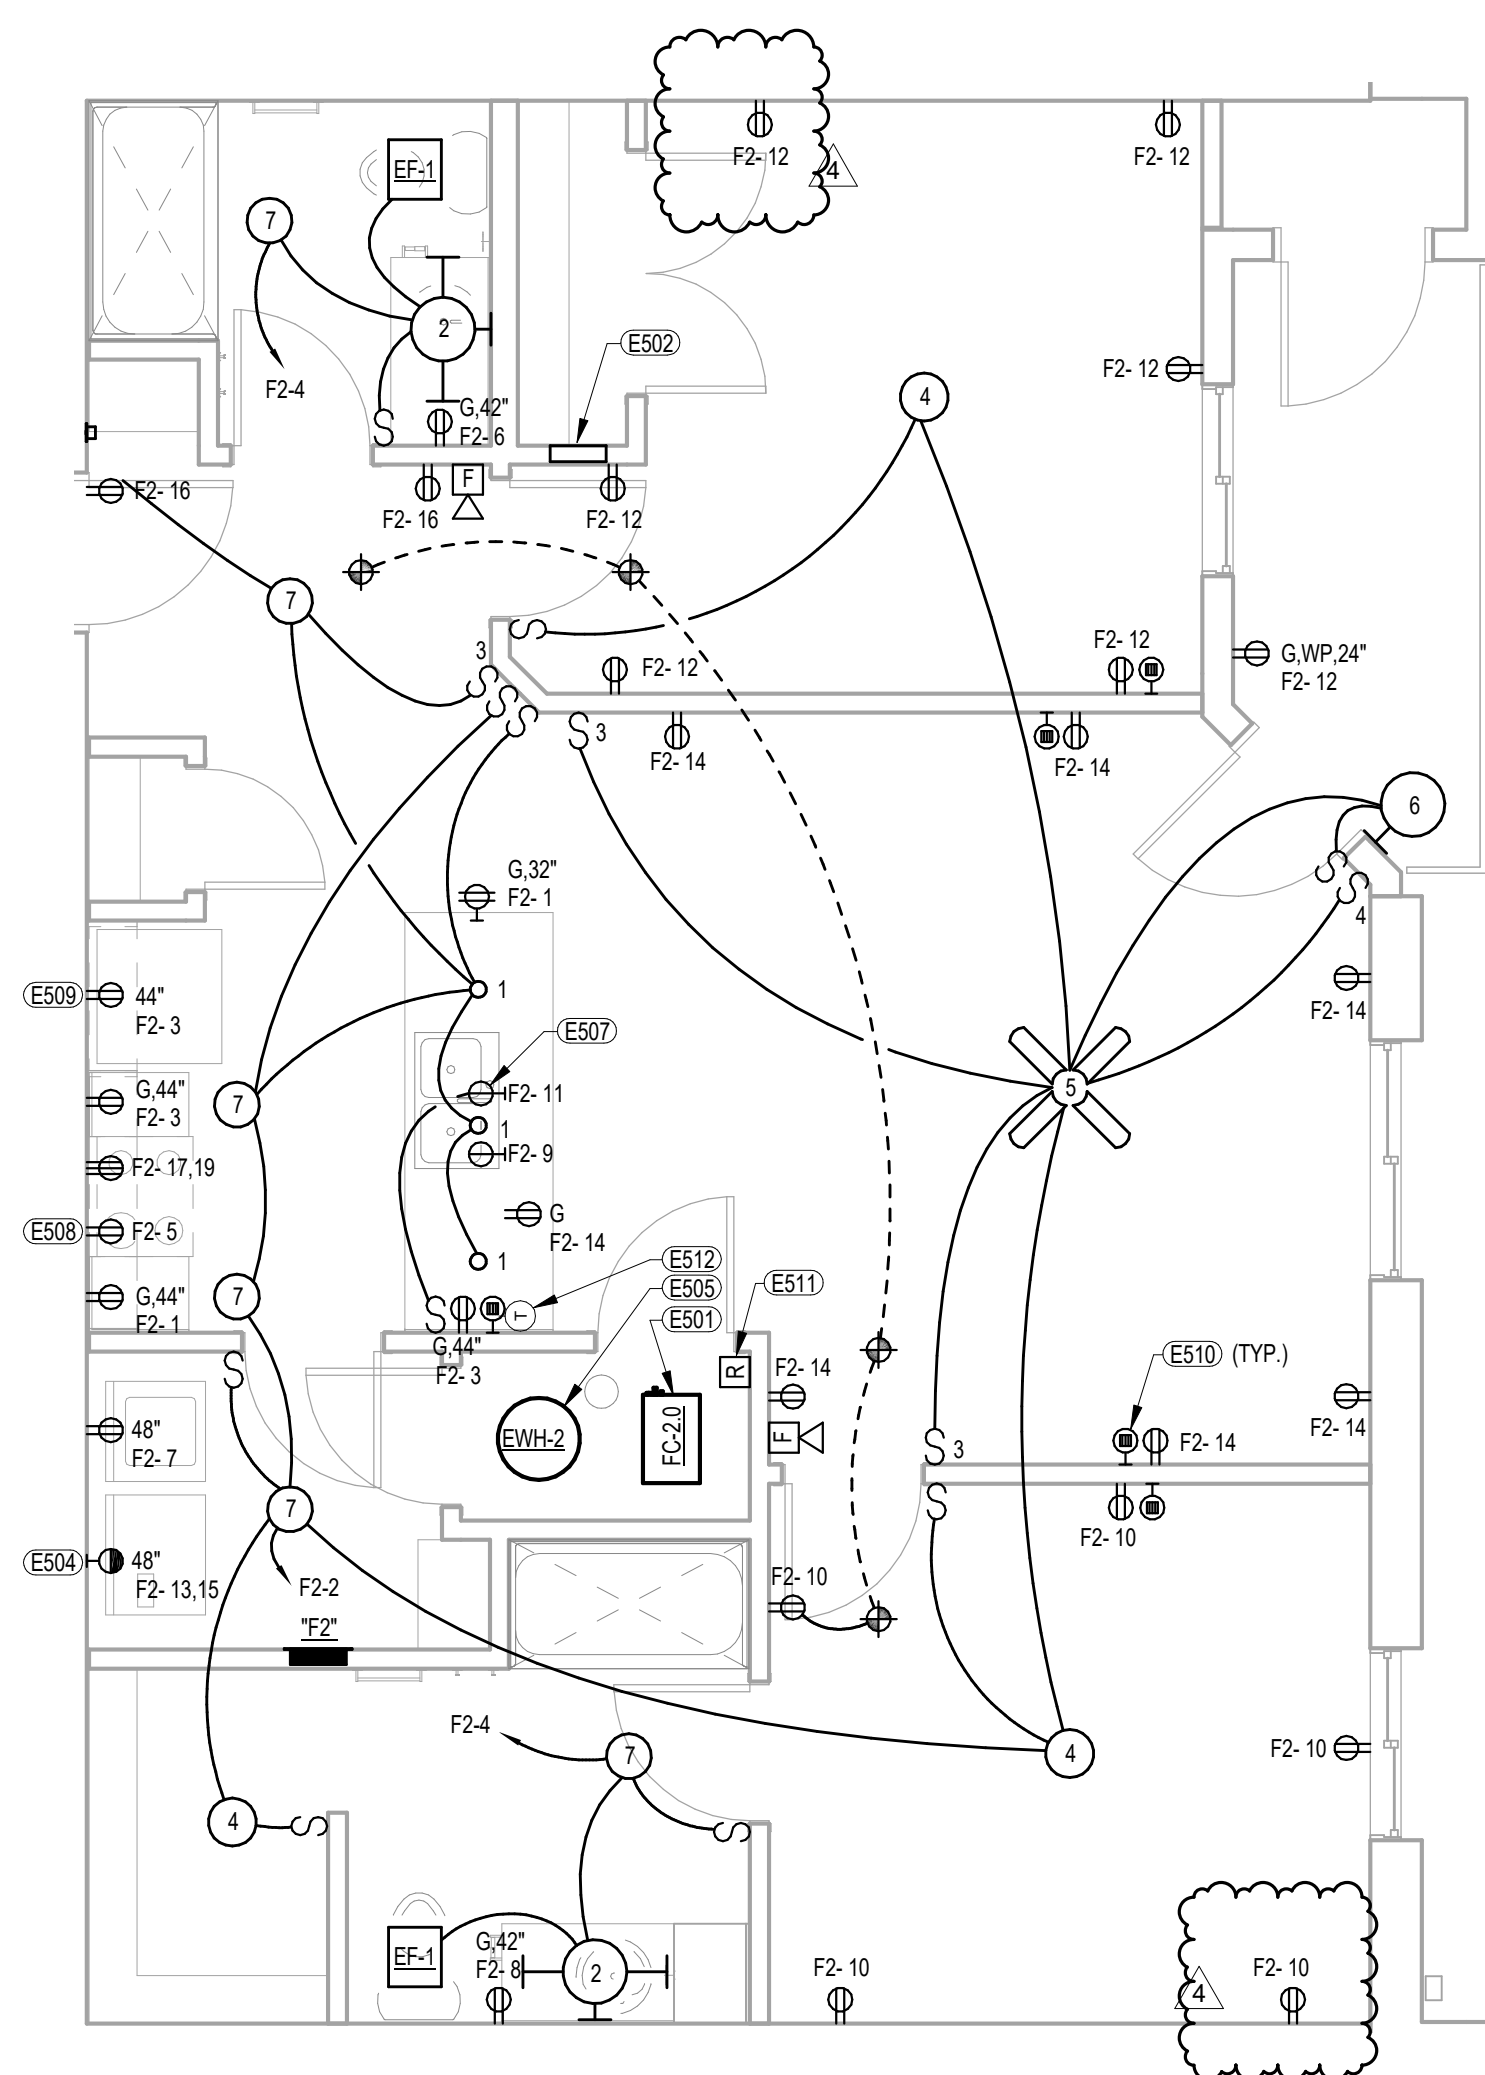 F2- 12
4
F2- 12
EF-1
7
2
E502
F2-4
G,42"
F2- 6
F2- 12
4
F2- 16
F
F2- 16
F2- 12
7
3
F2- 12
F2- 12
G,WP,24"
F2- 12
3
F2- 14
F2- 14
6
G,32"
F2- 1
4
E509
44"
F2- 3
1
F2- 14
E507
G,44"
F2- 3
7
F2- 11
5
1
F2- 9
F2- 17,19
E508
F2- 5
G
F2- 14
E512
E505
E511
E501
G,44"
F2- 1
7
1
T
G,44"
F2- 3
R
F2- 14
E510 (TYP.)
48"
F2- 7
EWH-2
FC-2.0
F
3
F2- 14
F2- 14
7
F2- 10
E504
48"
F2- 13,15
F2-2
F2- 10
"F2"
F2-4
7
4
F2- 10
4
EF-1
G,42"
F2- 8
2
F2- 10
F2- 10
4